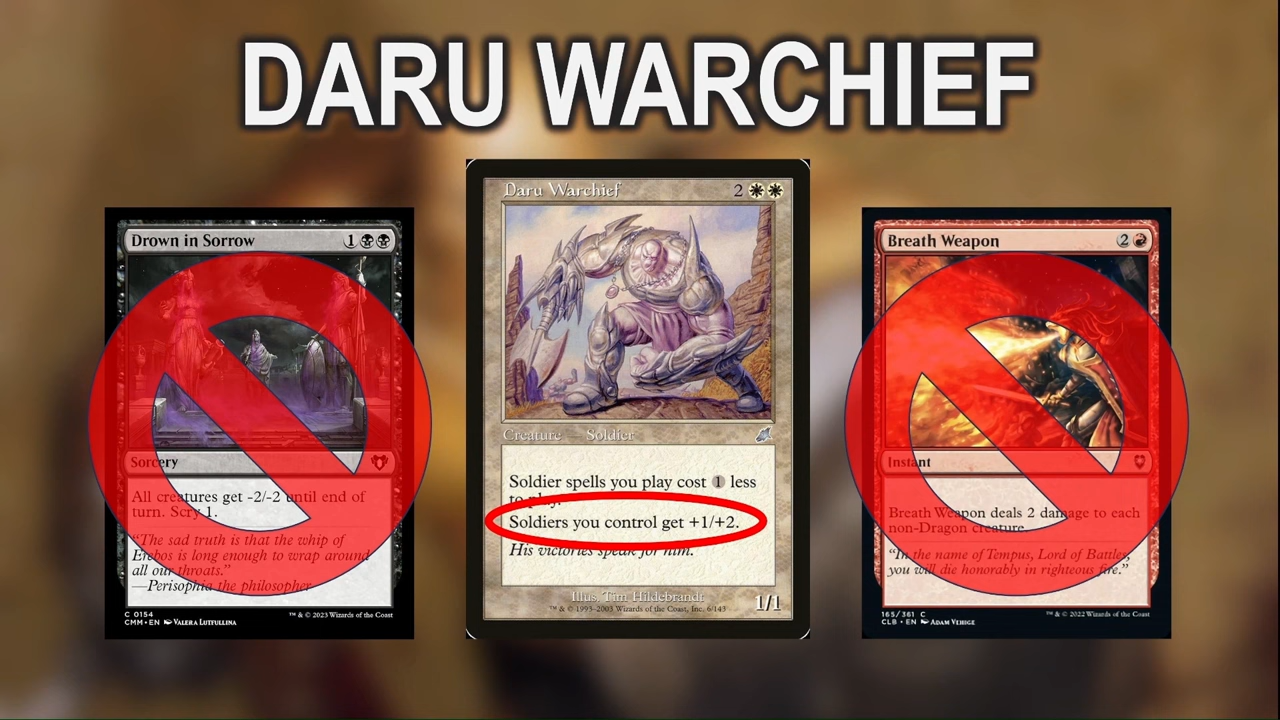 DARU WARCHIEF
Drown in Sorrow 1
Sorcery
All creatures get -2/-2 until end of
turn. Scry 1.
“The sad truth is that the whip of
Erebos is long enough to wrap around
all our throats.”
—Perisophia the philosopher
C 0154
CMM • EN Valera Lutfullina
™ & © 2023 Wizards of the Coast
Daru Warchief 2
Creature Soldier
Soldier spells you play cost 1 less
to play.
Soldiers you control get +1/+2.
His victories speak for him.
Illus. Tim Hildebrandt
™ & © 1993-2003 Wizards of the Coast, Inc. 6/143
1/1
Breath Weapon 2
Instant
Breath Weapon deals 2 damage to each
non-Dragon creature.
“In the name of Tempus, Lord of Battles,
you will die honorably in righteous fire.”
165/361 C
CLB • EN Adam Vehige
™ & © 2022 Wizards of the Coast